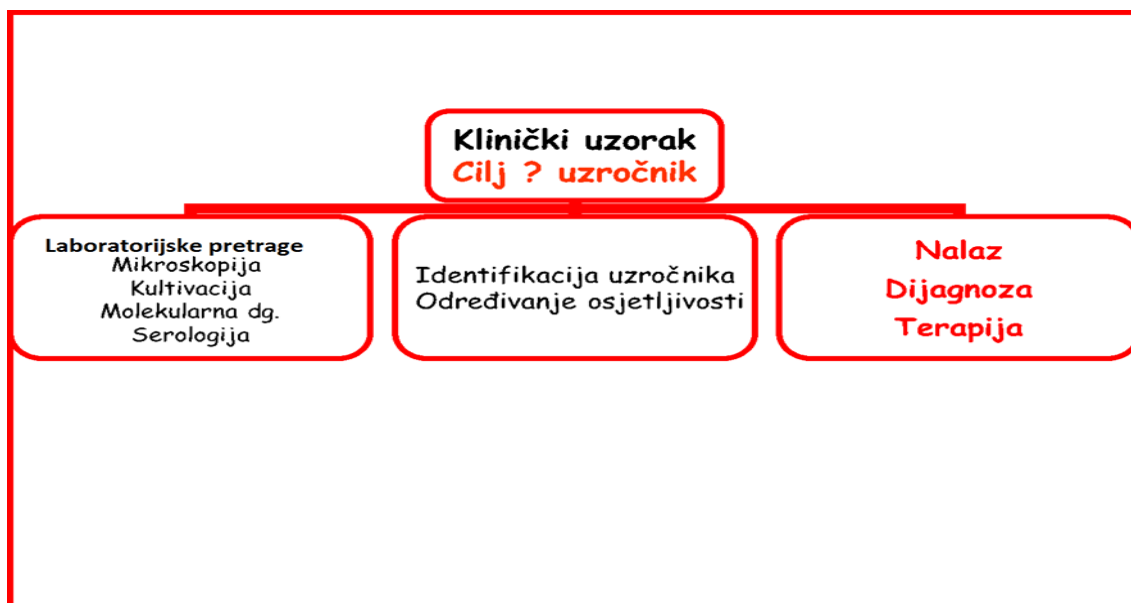 Klinički uzorak
Cilj ? uzročnik
Laboratorijske pretrage
Mikroskopija
Kultivacija
Molekularna dg.
Serologija
Identifikacija uzročnika
Određivanje osjetljivosti
Nalaz
Dijagnoza
Terapija